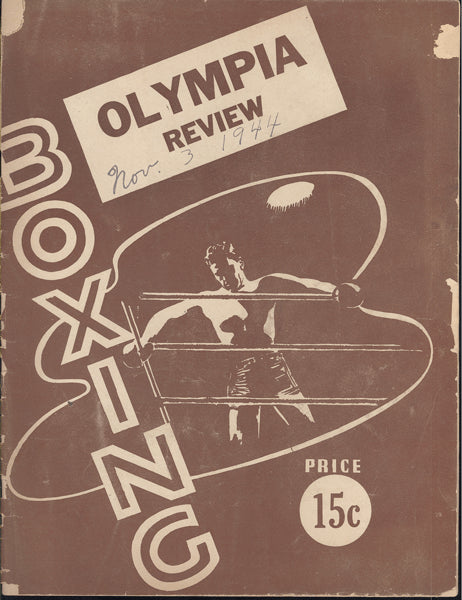 OLYMPIA
REVIEW
Nov. 3 1944
BOXING
PRICE
15c